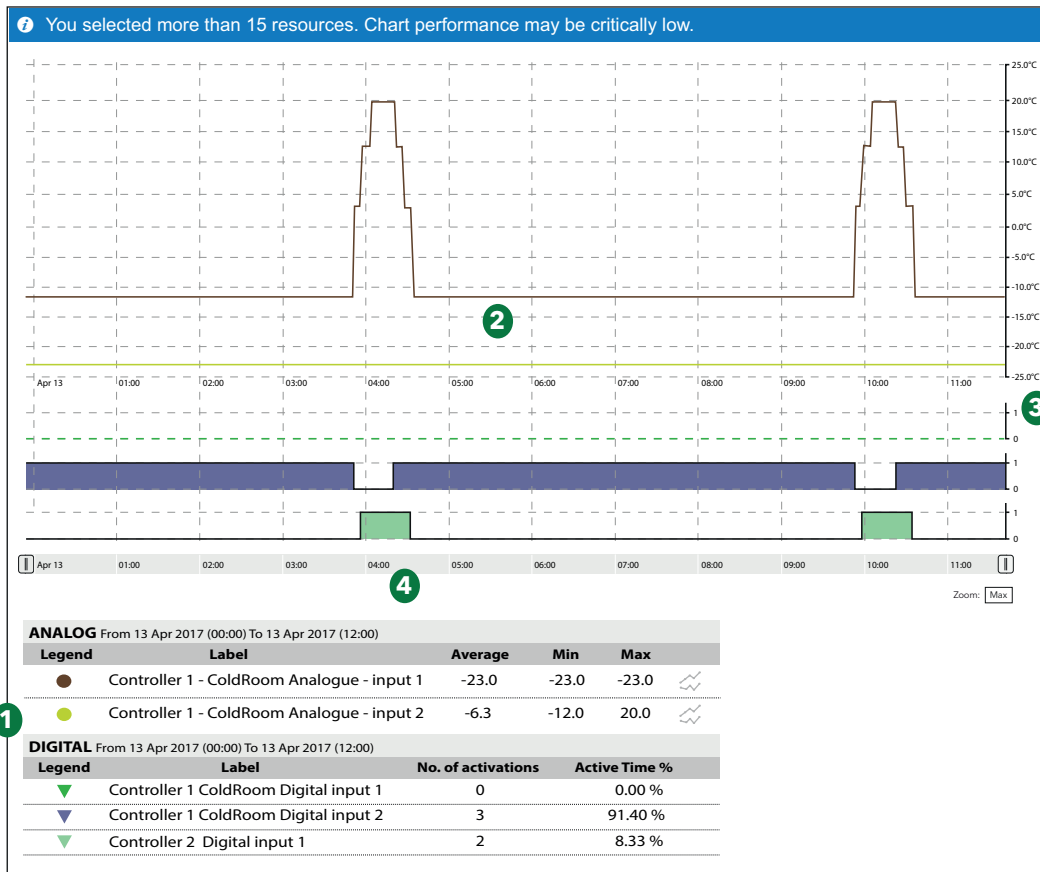 i You selected more than 15 resources. Chart performance may be critically low.
25.0°C
20.0°C
15.0°C
10.0°C
5.0°C
0.0°C
-5.0°C
-10.0°C
-15.0°C
-20.0°C
-25.0°C
2
Apr 13 01:00 02:00 03:00 04:00 05:00 06:00 07:00 08:00 09:00 10:00 11:00
3
1
0
1
0
1
0
Apr 13 01:00 02:00 03:00 04:00 05:00 06:00 07:00 08:00 09:00 10:00 11:00
4
Zoom: Max
ANALOG From 13 Apr 2017 (00:00) To 13 Apr 2017 (12:00)
Legend Label Average Min Max
Controller 1 - ColdRoom Analogue - input 1 -23.0 -23.0 -23.0
Controller 1 - ColdRoom Analogue - input 2 -6.3 -12.0 20.0
1
DIGITAL From 13 Apr 2017 (00:00) To 13 Apr 2017 (12:00)
Legend Label No. of activations Active Time %
Controller 1 ColdRoom Digital input 1 0 0.00 %
Controller 1 ColdRoom Digital input 2 3 91.40 %
Controller 2 Digital input 1 2 8.33 %